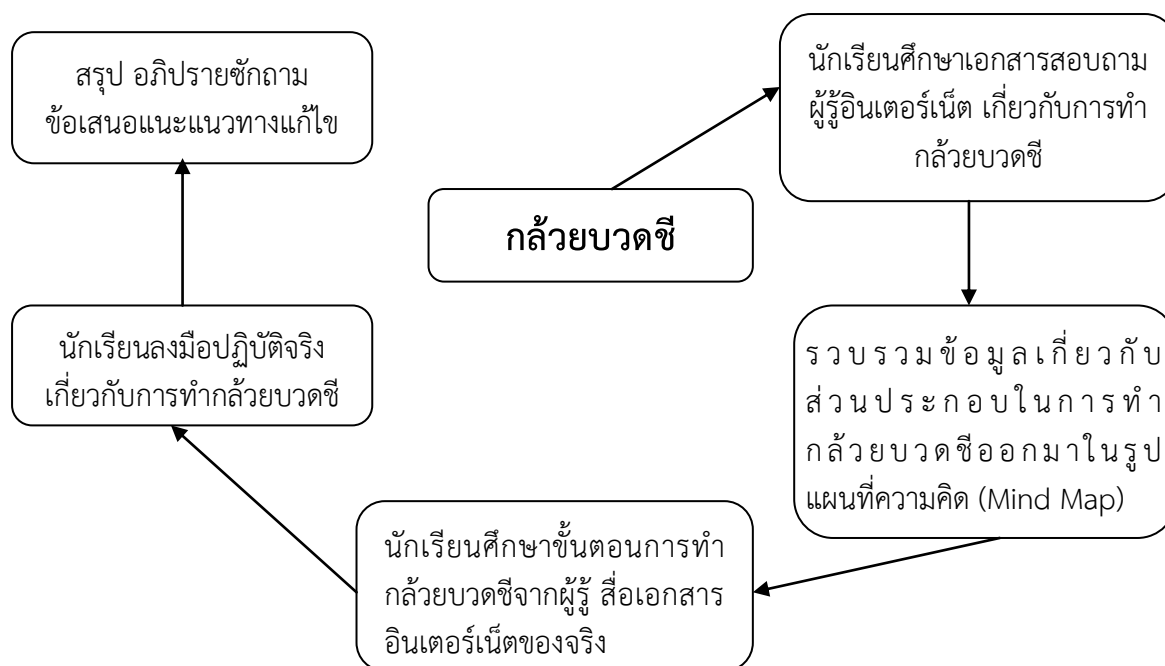 กล้วยบวดชี
นักเรียนศึกษาเอกสารสอบถาม
ผู้รู้อินเตอร์เน็ต เกี่ยวกับการทำ
กล้วยบวดชี
รวบรวมข้อมูลเกี่ยวกับ
ส่วนประกอบในการทำ
กล้วยบวดชีออกมาในรูป
แผนที่ความคิด (Mind Map)
นักเรียนศึกษาขั้นตอนการทำ
กล้วยบวดชีจากผู้รู้ สื่อเอกสาร
อินเตอร์เน็ตของจริง
นักเรียนลงมือปฏิบัติจริง
เกี่ยวกับการทำกล้วยบวดชี
สรุป อภิปรายซักถาม
ข้อเสนอแนะแนวทางแก้ไข